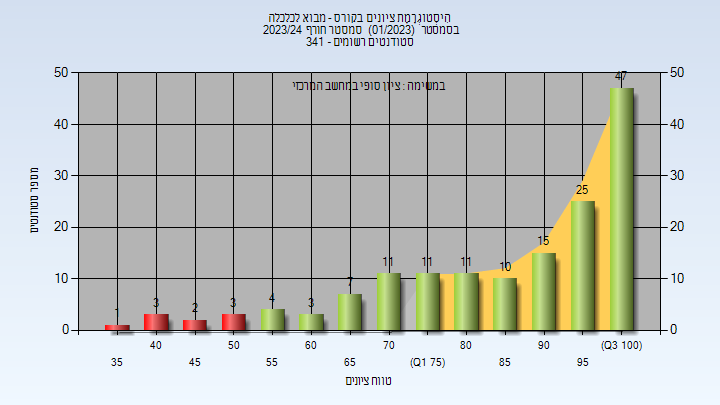 היסטוגרמת ציונים בקורס - מבוא לכלכלה
בסמסטר (01/2023) סמסטר חורף 2023/24
סטודנטים רשומים - 341
במשימה : ציון סופי במחשב המרכזי
מספר סטודנטים
50 50
40 40
30 30
20 20
10 10
0 0
1 3 2 3 4 3 7 11 11 11 10 15 25 47
40 50 60 70 80 90 (Q3 100)
35 45 55 65 (Q1 75) 85 95
טווח ציונים